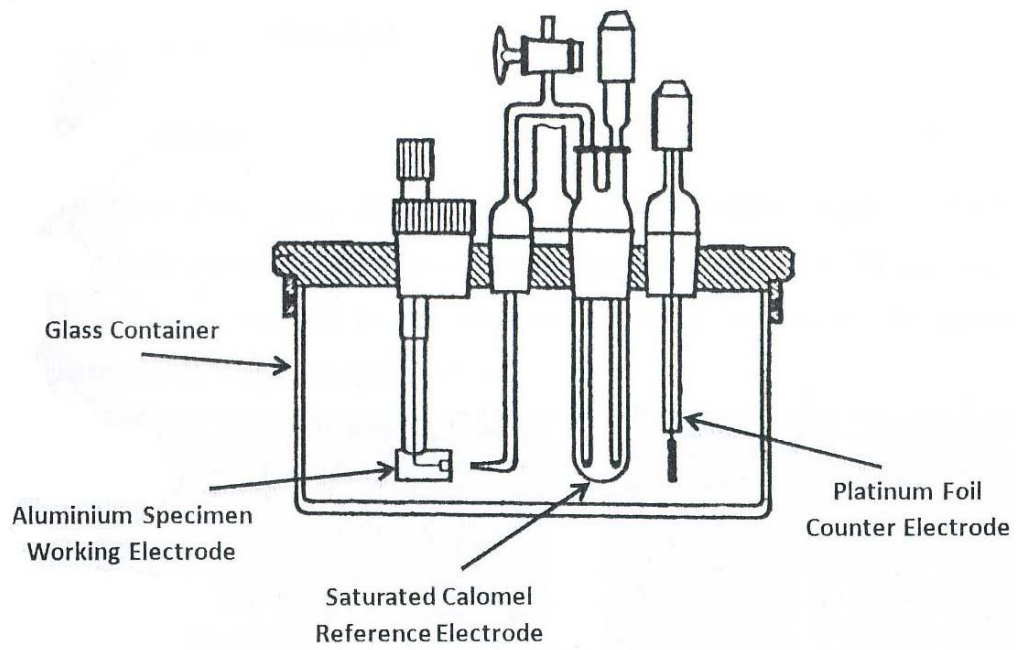 Glass Container
Aluminium Specimen
Working Electrode
Saturated Calomel
Reference Electrode
Platinum Foil
Counter Electrode